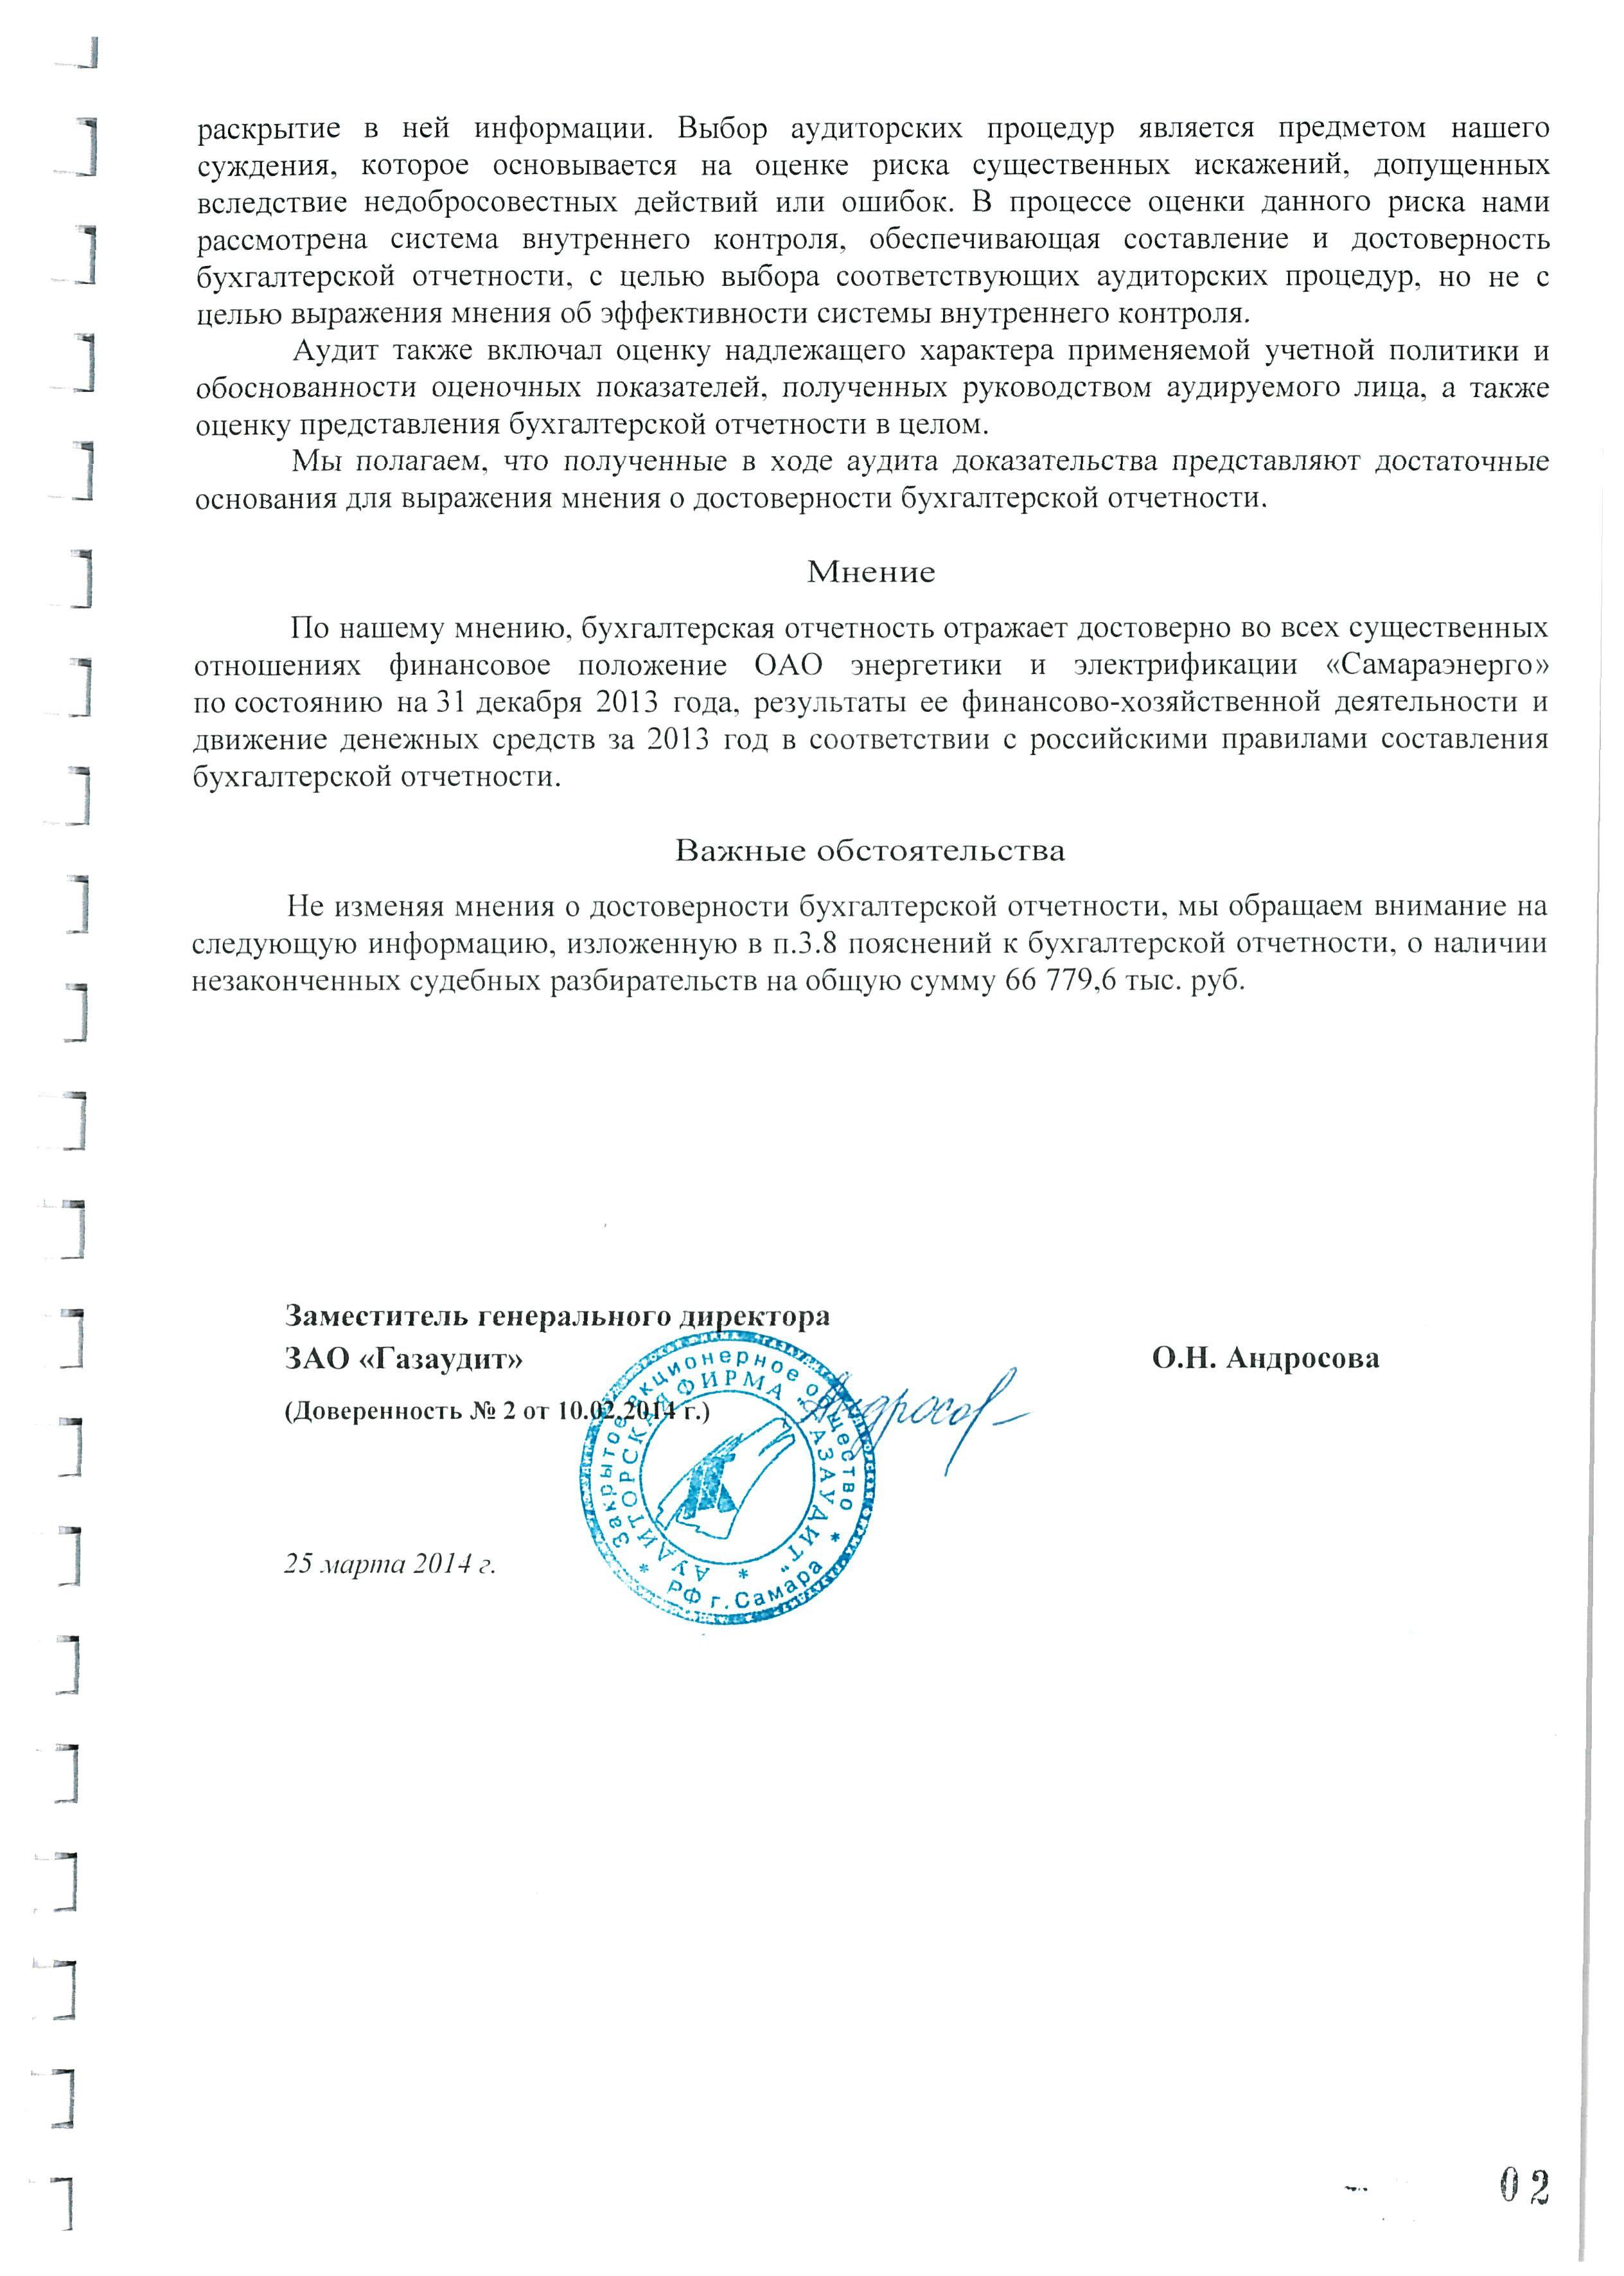 раскрытие в ней информации. Выбор аудиторских процедур является предметом нашего
суждения, которое основывается на оценке риска существенных искажений, допущенных
вследствие недобросовестных действий или ошибок. В процессе оценки данного риска нами
рассмотрена система внутреннего контроля, обеспечивающая составление и достоверность
бухгалтерской отчетности, с целью выбора соответствующих аудиторских процедур, но не с
целью выражения мнения об эффективности системы внутреннего контроля.
Аудит также включал оценку надлежащего характера применяемой учетной политики и
обоснованности оценочных показателей, полученных руководством аудируемого лица, а также
оценку представления бухгалтерской отчетности в целом.
Мы полагаем, что полученные в ходе аудита доказательства представляют достаточные
основания для выражения мнения о достоверности бухгалтерской отчетности.
Мнение
По нашему мнению, бухгалтерская отчетность отражает достоверно во всех существенных
отношениях финансовое положение ОАО энергетики и электрификации «Самараэнерго»
по состоянию на 31 декабря 2013 года, результаты ее финансово-хозяйственной деятельности и
движение денежных средств за 2013 год в соответствии с российскими правилами составления
бухгалтерской отчетности.
Важные обстоятельства
Не изменяя мнения о достоверности бухгалтерской отчетности, мы обращаем внимание на
следующую информацию, изложенную в п.3.8 пояснений к бухгалтерской отчетности, о наличии
незаконченных судебных разбирательств на общую сумму 66 779,6 тыс. руб.
Заместитель генерального директора
ЗАО «Газаудит» О.Н. Андросова
(Доверенность № 2 от 10.02.2014 г.)
Закрытое акционерное общество * РФ г. Самара *
АУДИТОРСКАЯ ФИРМА "ГАЗАУДИТ" *
Андросов
25 марта 2014 г.
02